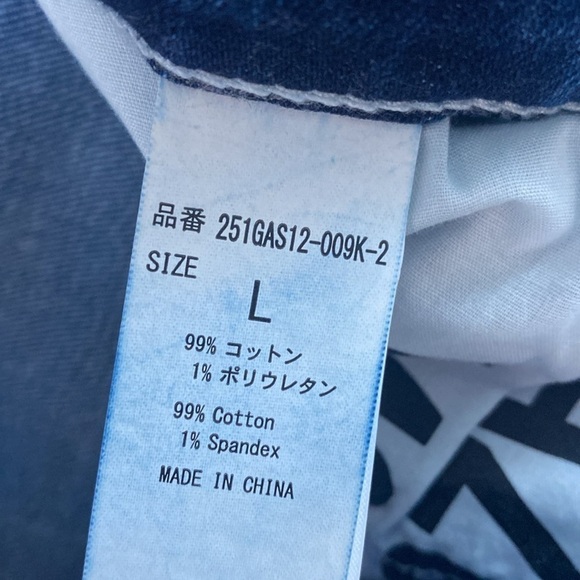 品番 251GAS12-009K-2
SIZE
L
99% コットン
1% ポリウレタン
99% Cotton
1% Spandex
MADE IN CHINA